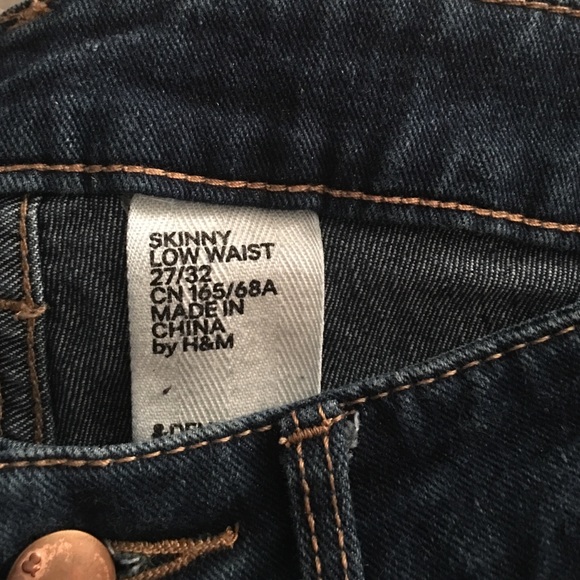 SKINNY
LOW WAIST
27/32
CN 165/68A
MADE IN
CHINA
by H&M